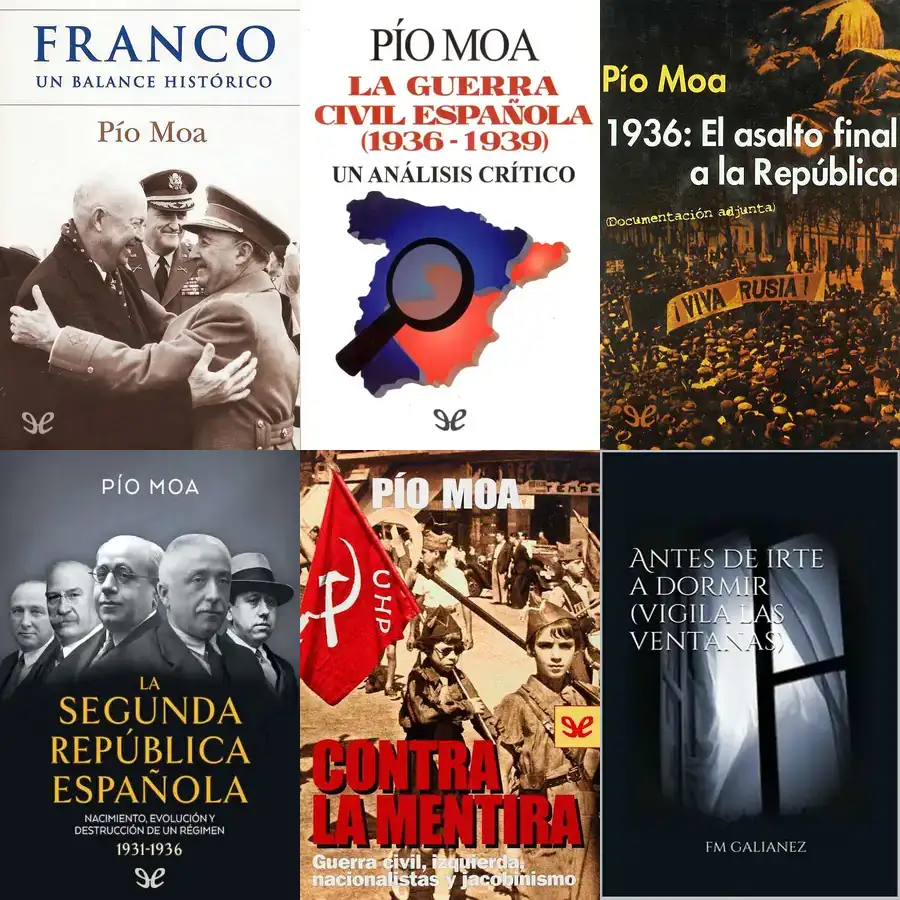 FRANCO
UN BALANCE HISTÓRICO
Pío Moa
PÍO MOA
LA GUERRA
CIVIL ESPAÑOLA
(1936 - 1939)
UN ANÁLISIS CRÍTICO
Pío Moa
1936: El asalto final
a la República
(Documentación adjunta)
¡VIVA RUSIA!
PÍO MOA
LA
SEGUNDA
REPÚBLICA
ESPAÑOLA
NACIMIENTO, EVOLUCIÓN Y
DESTRUCCIÓN DE UN RÉGIMEN
1931-1936
PÍO MOA
TEMPE
UHP
CONTRA
LA MENTIRA
Guerra civil, izquierda,
nacionalistas y jacobinismo
ANTES DE IRTE
A DORMIR
(VIGILA LAS
VENTANAS)
FM GALIANEZ